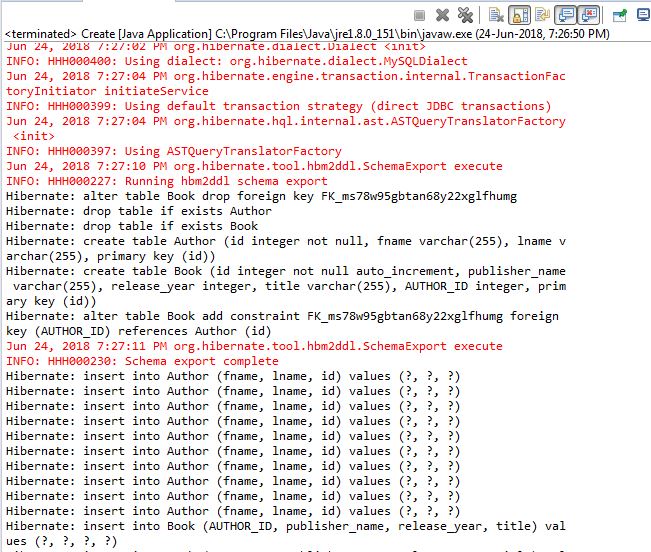 <terminated> Create [Java Application] C:\Program Files\Java\jre1.8.0_151\bin\javaw.exe (24-Jun-2018, 7:26:50 PM)
Jun 24, 2018 7:27:02 PM org.hibernate.dialect.Dialect <init>
INFO: HHH000400: Using dialect: org.hibernate.dialect.MySQLDialect
Jun 24, 2018 7:27:04 PM org.hibernate.engine.transaction.internal.TransactionFac
toryInitiator initiateService
INFO: HHH000399: Using default transaction strategy (direct JDBC transactions)
Jun 24, 2018 7:27:04 PM org.hibernate.hql.internal.ast.ASTQueryTranslatorFactory
<init>
INFO: HHH000397: Using ASTQueryTranslatorFactory
Jun 24, 2018 7:27:10 PM org.hibernate.tool.hbm2ddl.SchemaExport execute
INFO: HHH000227: Running hbm2ddl schema export
Hibernate: alter table Book drop foreign key FK_ms78w95gbtan68y22xglfhumg
Hibernate: drop table if exists Author
Hibernate: drop table if exists Book
Hibernate: create table Author (id integer not null, fname varchar(255), lname v
archar(255), primary key (id))
Hibernate: create table Book (id integer not null auto_increment, publisher_name
varchar(255), release_year integer, title varchar(255), AUTHOR_ID integer, prim
ary key (id))
Hibernate: alter table Book add constraint FK_ms78w95gbtan68y22xglfhumg foreign
key (AUTHOR_ID) references Author (id)
Jun 24, 2018 7:27:11 PM org.hibernate.tool.hbm2ddl.SchemaExport execute
INFO: HHH000230: Schema export complete
Hibernate: insert into Author (fname, lname, id) values (?, ?, ?)
Hibernate: insert into Author (fname, lname, id) values (?, ?, ?)
Hibernate: insert into Author (fname, lname, id) values (?, ?, ?)
Hibernate: insert into Author (fname, lname, id) values (?, ?, ?)
Hibernate: insert into Author (fname, lname, id) values (?, ?, ?)
Hibernate: insert into Author (fname, lname, id) values (?, ?, ?)
Hibernate: insert into Author (fname, lname, id) values (?, ?, ?)
Hibernate: insert into Author (fname, lname, id) values (?, ?, ?)
Hibernate: insert into Author (fname, lname, id) values (?, ?, ?)
Hibernate: insert into Author (fname, lname, id) values (?, ?, ?)
Hibernate: insert into Book (AUTHOR_ID, publisher_name, release_year, title) val
ues (?, ?, ?, ?)